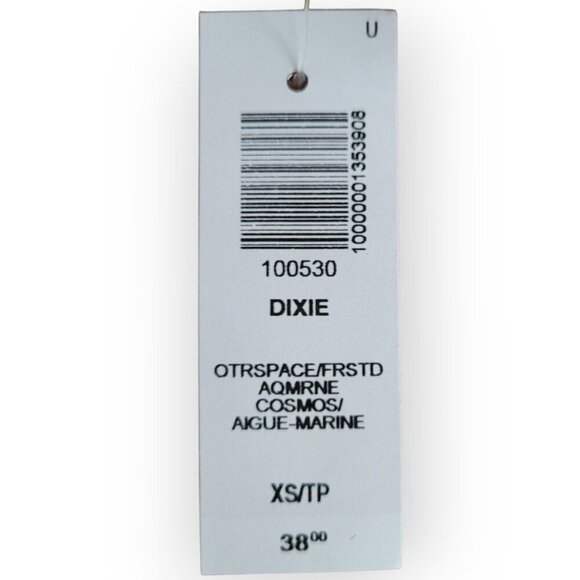 U
10000001353908
100530
DIXIE
OTRSPACE/FRSTD
AQMRNE
COSMOS/
AIGUE-MARINE
XS/TP
38⁰⁰